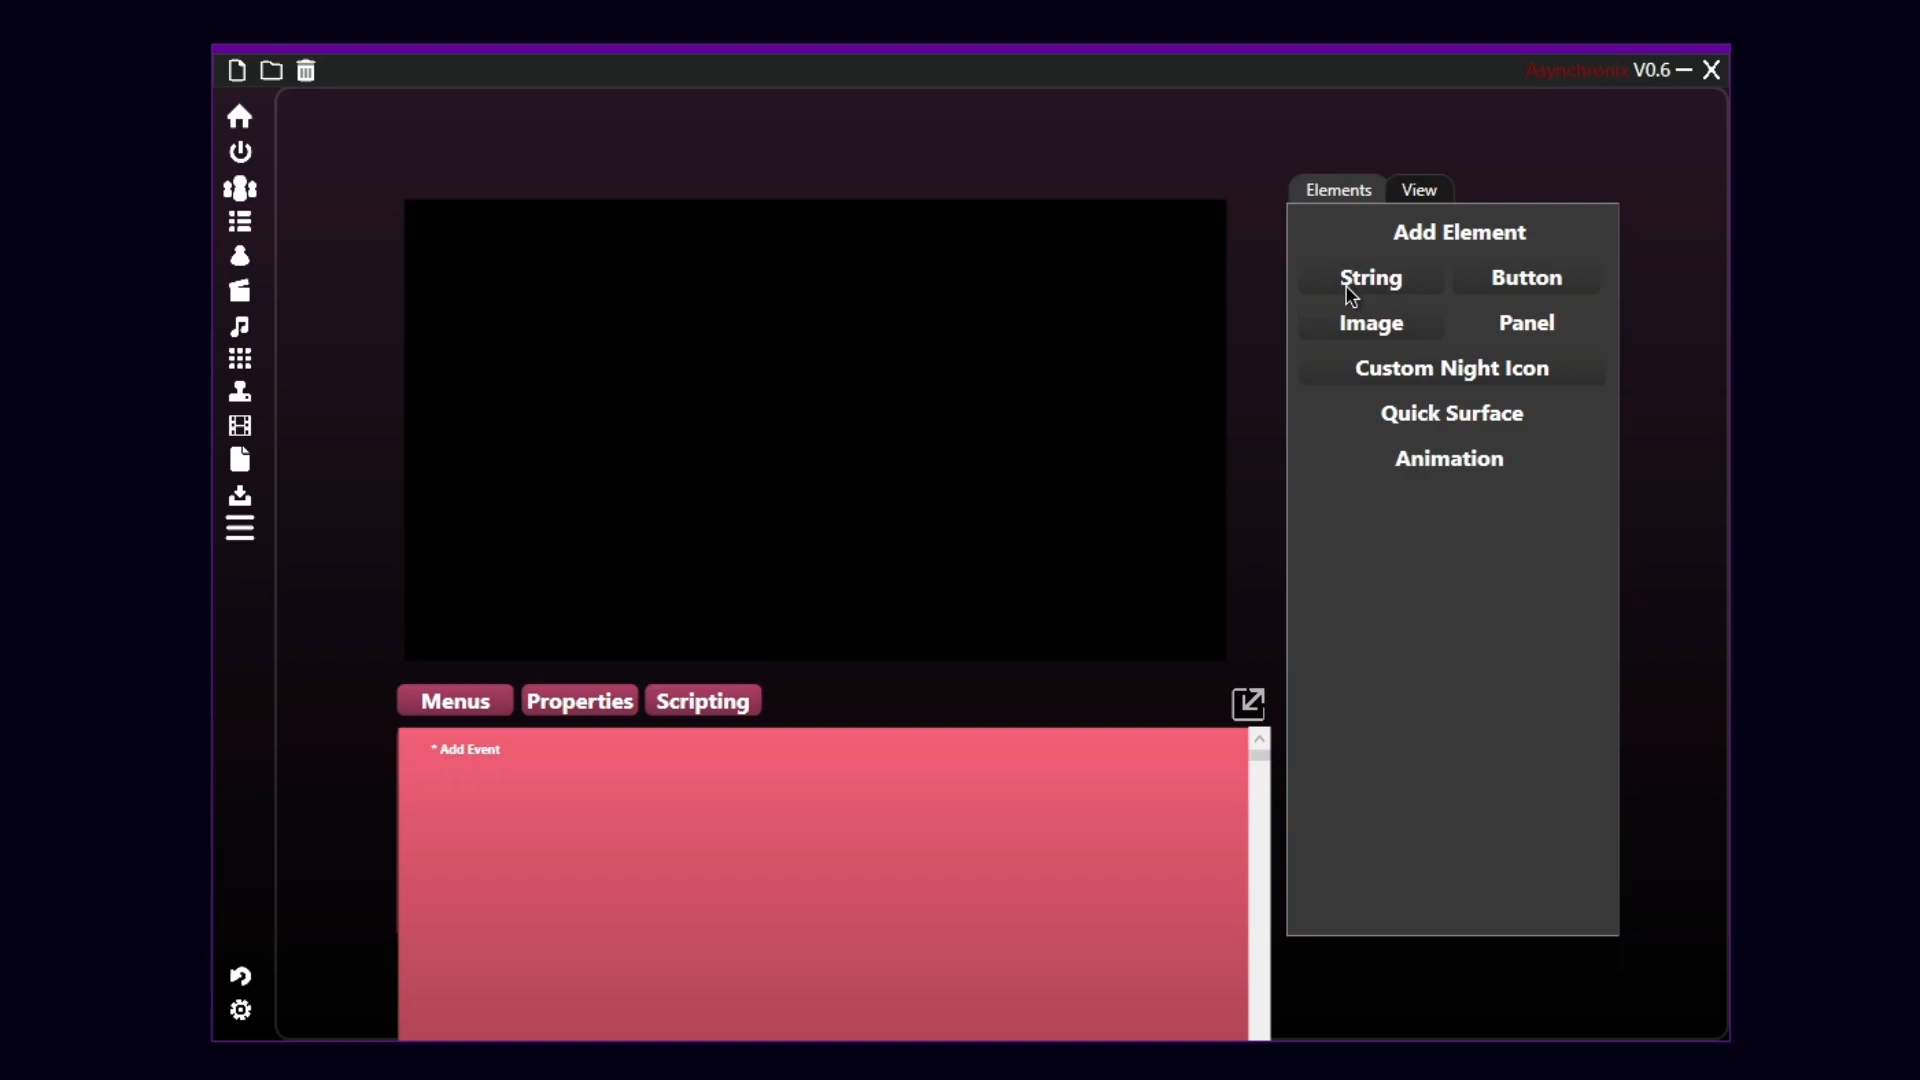 Asynchronix V0.6
Elements View
Add Element
String Button
Image Panel
Custom Night Icon
Quick Surface
Animation
Menus Properties Scripting
* Add Event